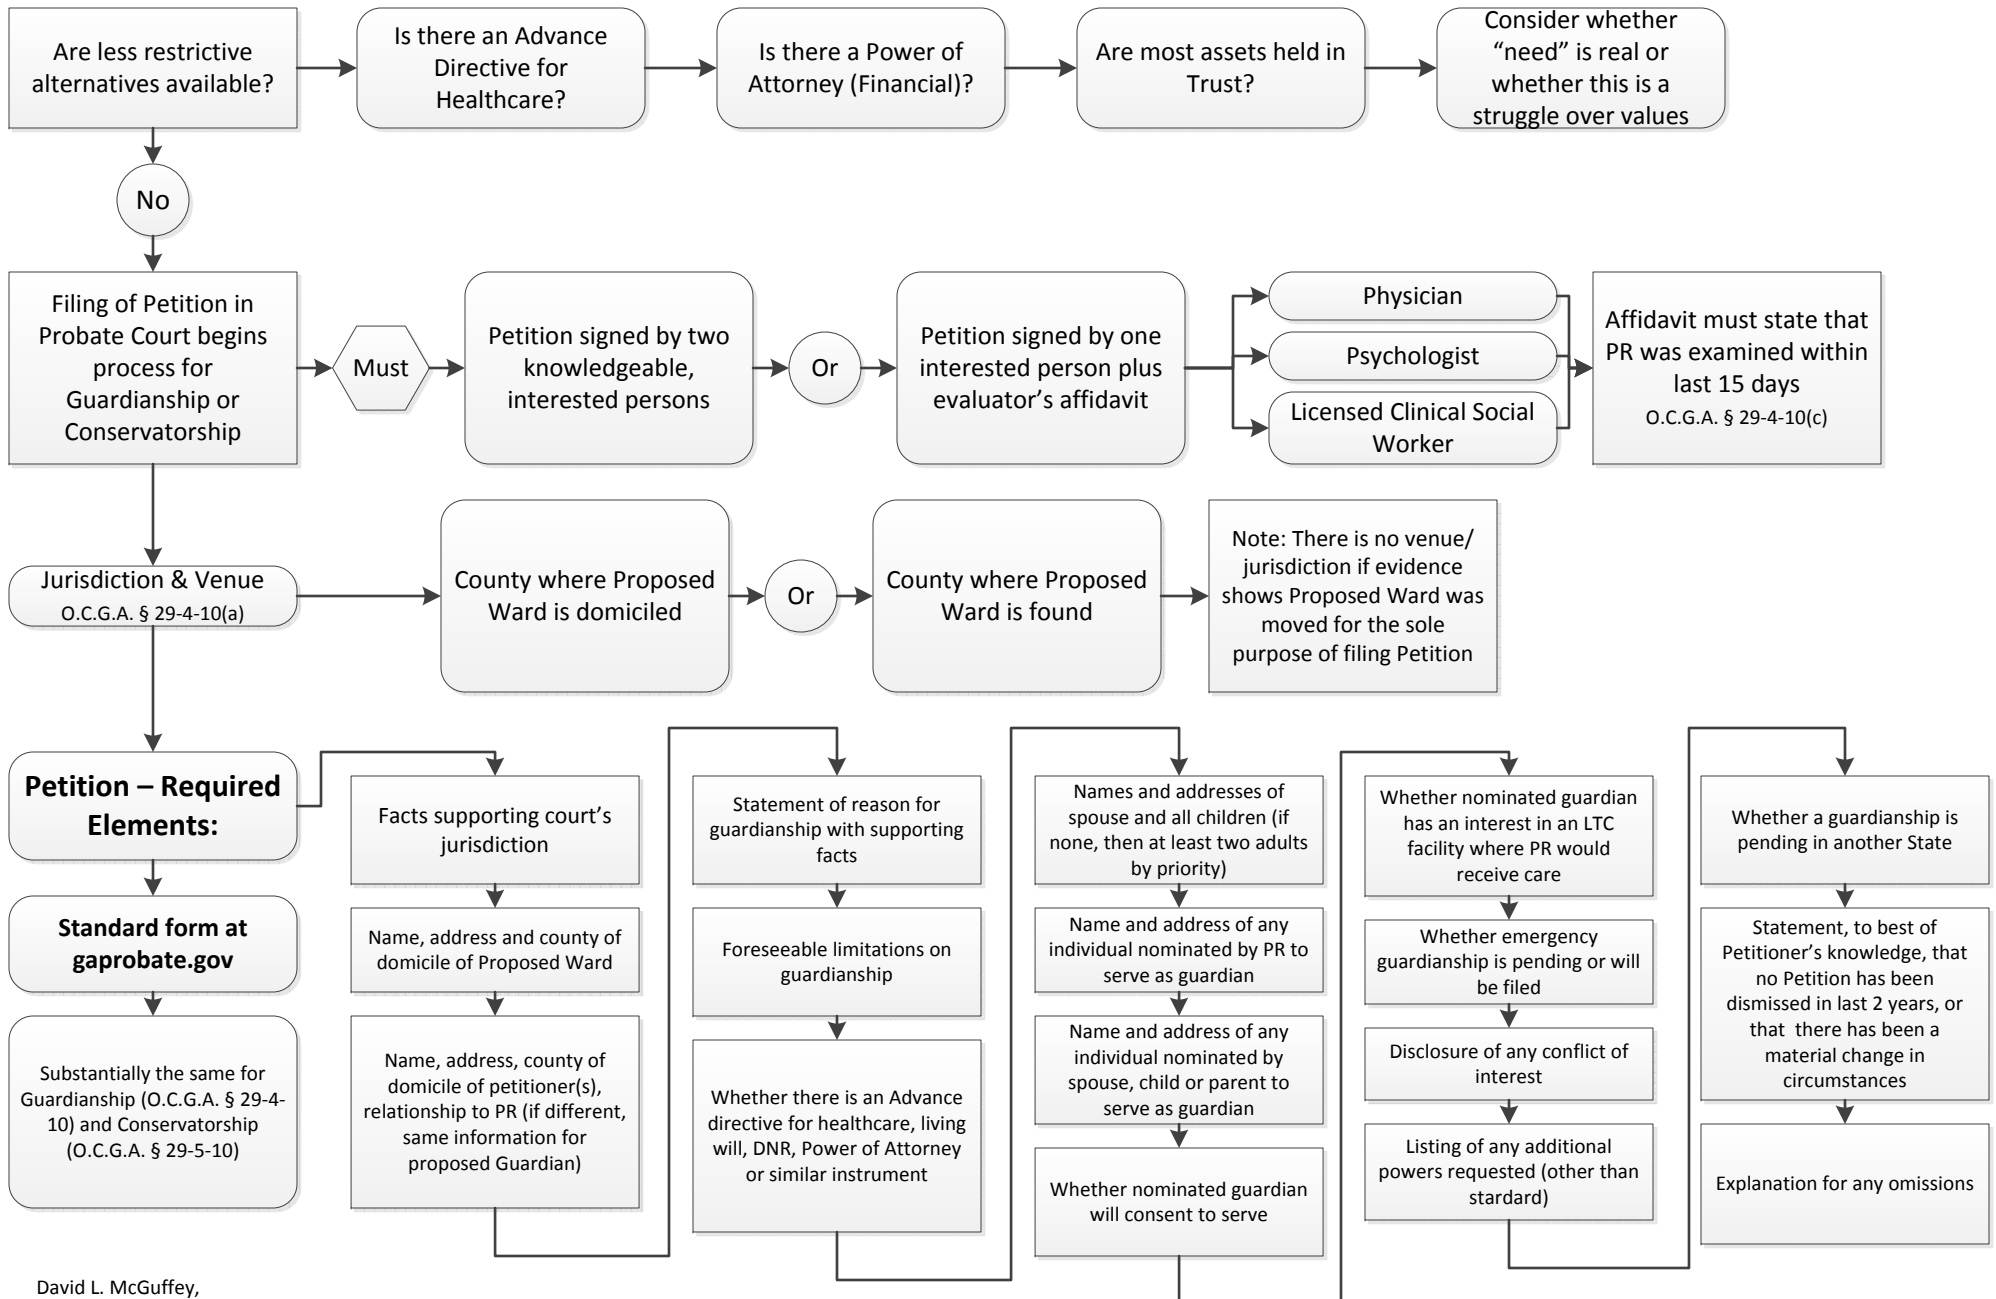 Are less restrictive
alternatives available?
Is there an Advance
Directive for
Healthcare?
Is there a Power of
Attorney (Financial)?
Are most assets held in
Trust?
Consider whether
“need” is real or
whether this is a
struggle over values
No
Filing of Petition in
Probate Court begins
process for
Guardianship or
Conservatorship
Must
Petition signed by two
knowledgeable,
interested persons
Or
Petition signed by one
interested person plus
evaluator’s affidavit
Physician
Psychologist
Licensed Clinical Social
Worker
Affidavit must state that
PR was examined within
last 15 days
O.C.G.A. § 29-4-10(c)
Jurisdiction & Venue
O.C.G.A. § 29-4-10(a)
County where Proposed
Ward is domiciled
Or
County where Proposed
Ward is found
Note: There is no venue/
jurisdiction if evidence
shows Proposed Ward was
moved for the sole
purpose of filing Petition
Petition – Required
Elements:
Standard form at
gaprobate.gov
Substantially the same for
Guardianship (O.C.G.A. § 29-4-
10) and Conservatorship
(O.C.G.A. § 29-5-10)
Facts supporting court’s
jurisdiction
Name, address and county of
domicile of Proposed Ward
Name, address, county of
domicile of petitioner(s),
relationship to PR (if different,
same information for
proposed Guardian)
Statement of reason for
guardianship with supporting
facts
Foreseeable limitations on
guardianship
Whether there is an Advance
directive for healthcare, living
will, DNR, Power of Attorney
or similar instrument
Names and addresses of
spouse and all children (if
none, then at least two adults
by priority)
Name and address of any
individual nominated by PR to
serve as guardian
Name and address of any
individual nominated by
spouse, child or parent to
serve as guardian
Whether nominated guardian
will consent to serve
Whether nominated guardian
has an interest in an LTC
facility where PR would
receive care
Whether emergency
guardianship is pending or will
be filed
Disclosure of any conflict of
interest
Listing of any additional
powers requested (other than
stardard)
Whether a guardianship is
pending in another State
Statement, to best of
Petitioner’s knowledge, that
no Petition has been
dismissed in last 2 years, or
that there has been a
material change in
circumstances
Explanation for any omissions
David L. McGuffey,